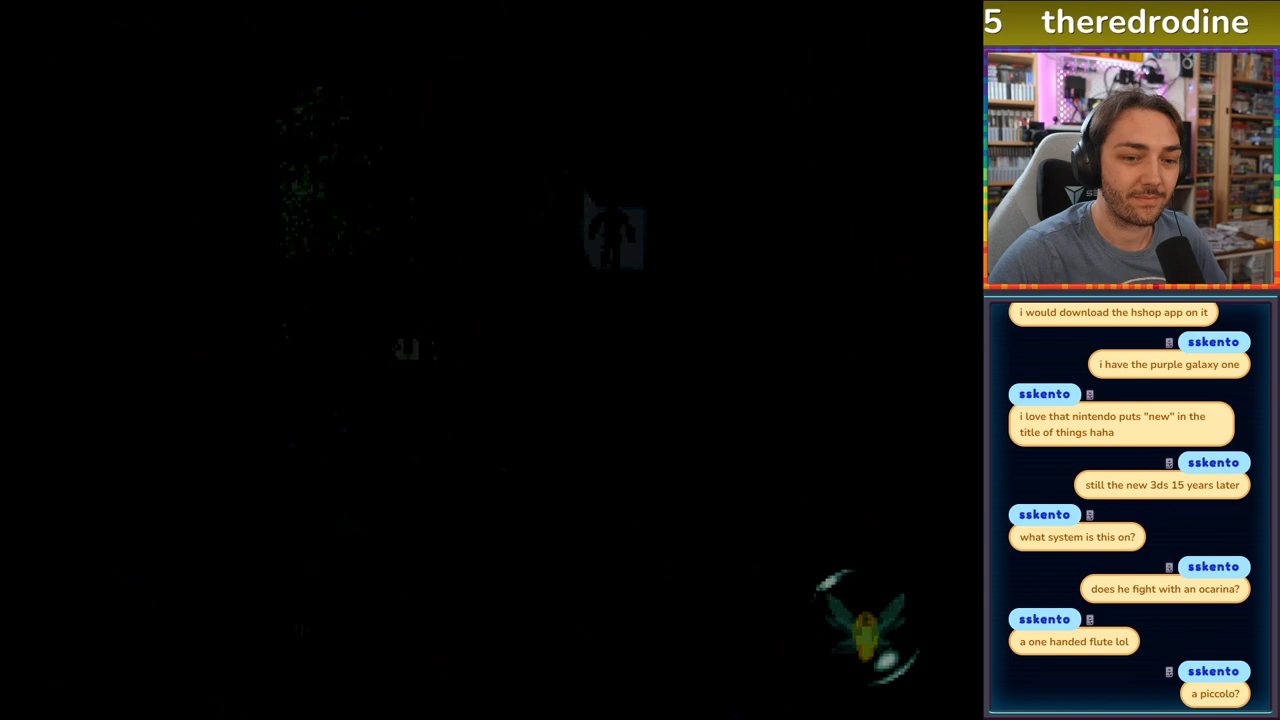 5 theredrodine
i would download the hshop app on it
sskento
i have the purple galaxy one
sskento
i love that nintendo puts "new" in the
title of things haha
sskento
still the new 3ds 15 years later
sskento
what system is this on?
sskento
does he fight with an ocarina?
sskento
a one handed flute lol
sskento
a piccolo?